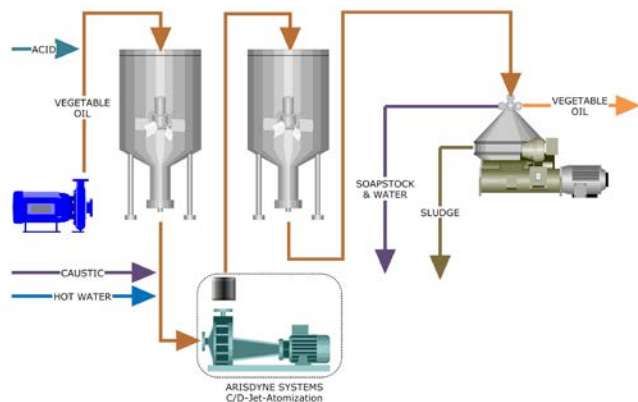 ACID
VEGETABLE
OIL
CAUSTIC
HOT WATER
ARISDYNE SYSTEMS
C/D-Jet-Atomization
SOAPSTOCK
& WATER
SLUDGE
VEGETABLE
OIL